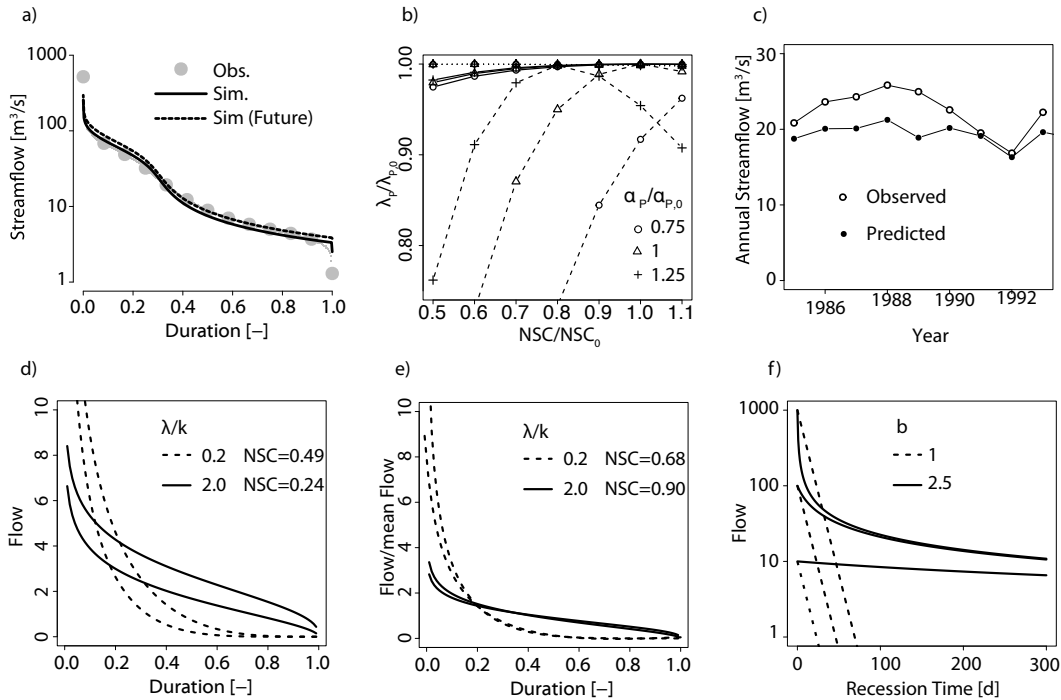 a)
1000
100
10
1
Streamflow [m³/s]
Obs.
Sim.
Sim (Future)
0.0 0.2 0.4 0.6 0.8 1.0
Duration [–]
b)
1.00
0.90
0.80
λP/λP,0
αP/αP,0
0.75
1
1.25
0.5 0.6 0.7 0.8 0.9 1.0 1.1
NSC/NSC₀
c)
30
20
10
0
Annual Streamflow [m³/s]
Observed
Predicted
1986 1988 1990 1992
Year
d)
10
8
6
4
2
0
Flow
λ/k
0.2 NSC=0.49
2.0 NSC=0.24
0.0 0.2 0.4 0.6 0.8 1.0
Duration [–]
e)
10
8
6
4
2
0
Flow/mean Flow
λ/k
0.2 NSC=0.68
2.0 NSC=0.90
0.0 0.2 0.4 0.6 0.8 1.0
Duration [–]
f)
1000
100
10
1
Flow
b
1
2.5
0 100 200 300
Recession Time [d]